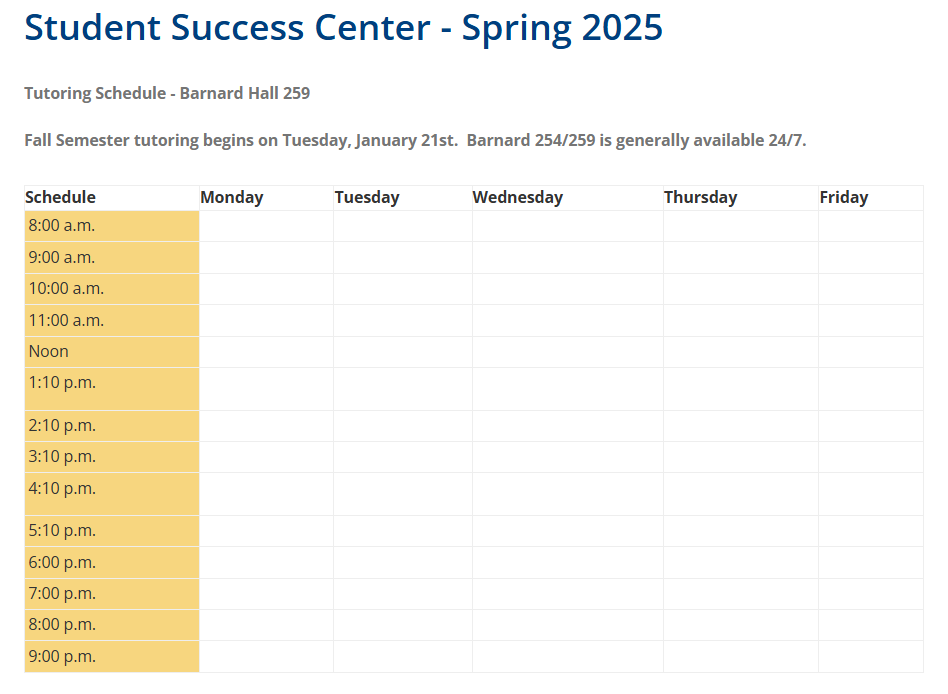 Student Success Center - Spring 2025
Tutoring Schedule - Barnard Hall 259
Fall Semester tutoring begins on Tuesday, January 21st.  Barnard 254/259 is generally available 24/7.
Schedule Monday Tuesday Wednesday Thursday Friday
8:00 a.m.
9:00 a.m.
10:00 a.m.
11:00 a.m.
Noon
1:10 p.m.
2:10 p.m.
3:10 p.m.
4:10 p.m.
5:10 p.m.
6:00 p.m.
7:00 p.m.
8:00 p.m.
9:00 p.m.